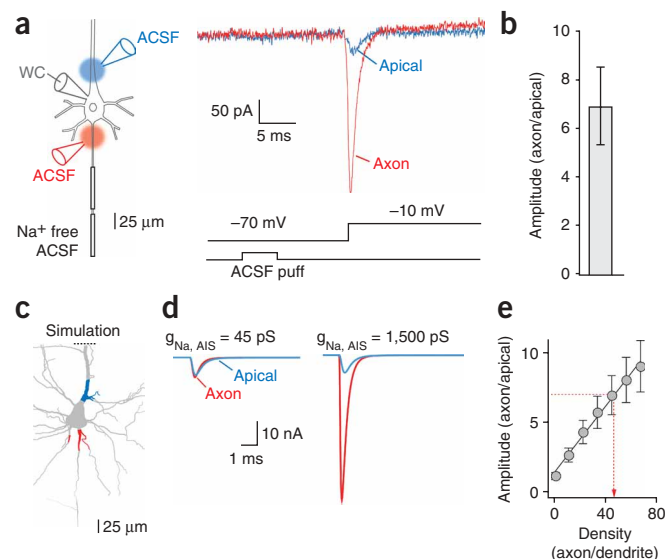 a
ACSF
WC
ACSF
Na+ free
ACSF
25 µm
Apical
50 pA
5 ms
Axon
–70 mV
–10 mV
ACSF puff
b
Amplitude (axon/apical)
10
8
6
4
2
0
c
Simulation
25 µm
d
gNa, AIS = 45 pS
gNa, AIS = 1,500 pS
Apical
Axon
10 nA
1 ms
e
Amplitude (axon/apical)
10
5
0
0
40
80
Density
(axon/dendrite)